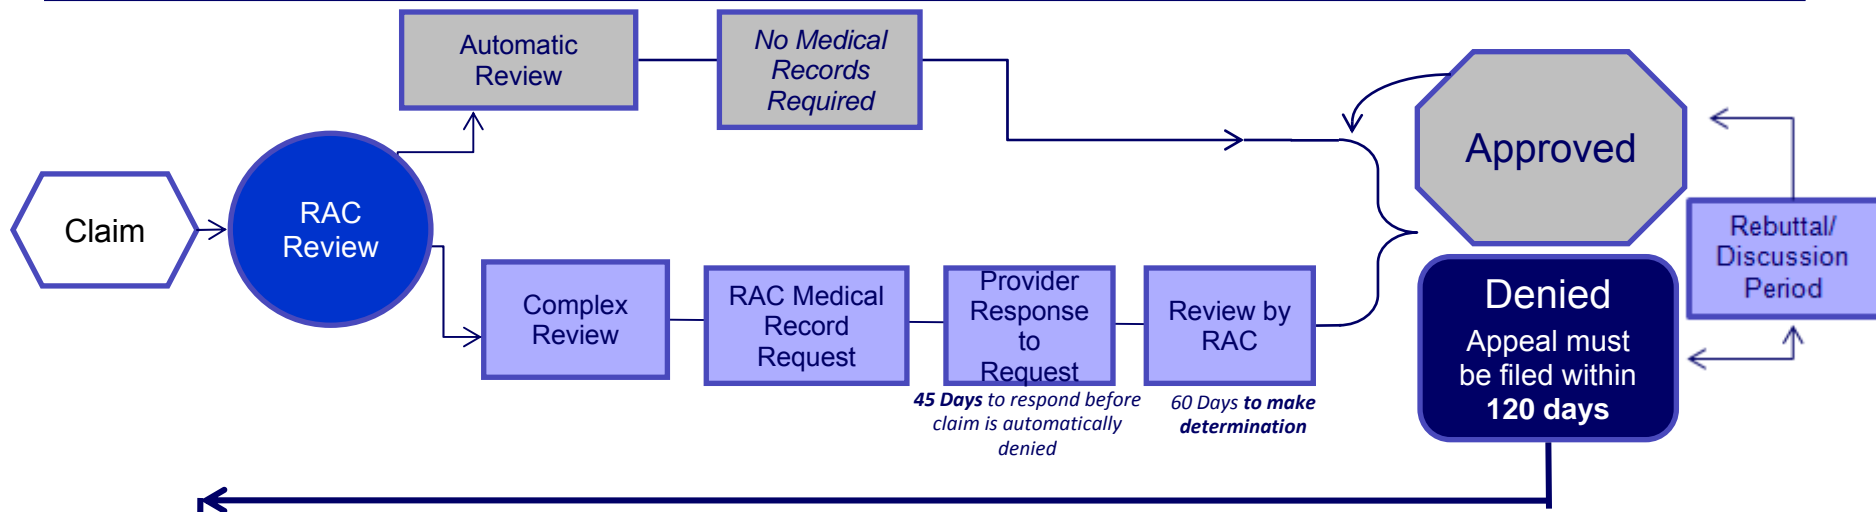 Automatic
Review
No Medical
Records
Required
Approved
Claim
RAC
Review
Rebuttal/
Discussion
Period
Complex
Review
RAC Medical
Record
Request
Provider
Response
to
Request
Review by
RAC
45 Days to respond before
claim is automatically
denied
60 Days to make
determination
Denied
Appeal must
be filed within
120 days